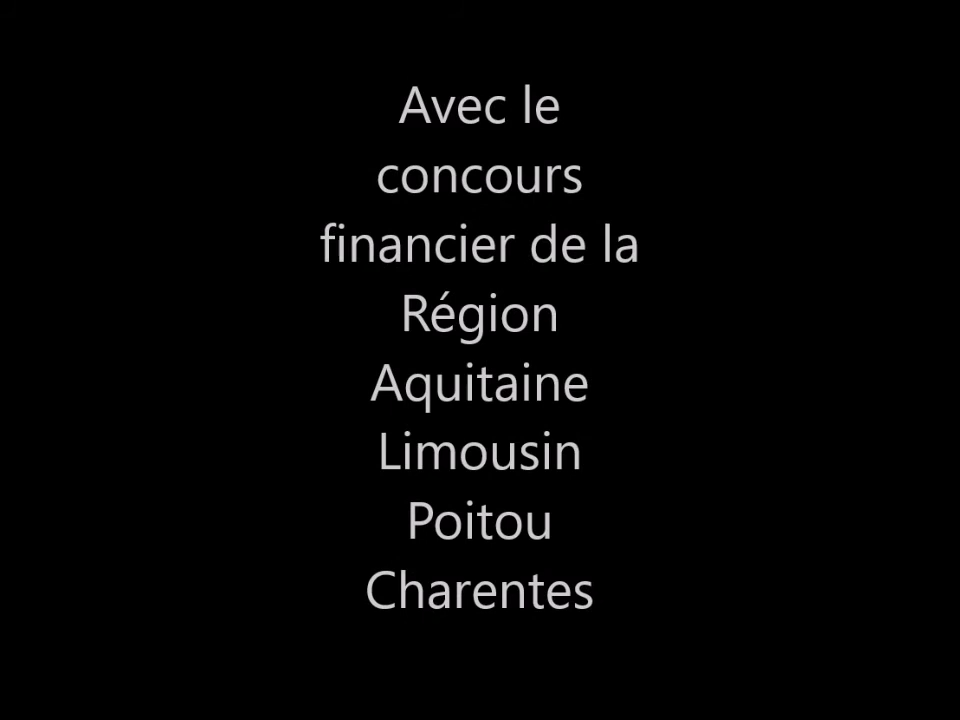 Avec le
concours
financier de la
Région
Aquitaine
Limousin
Poitou
Charentes